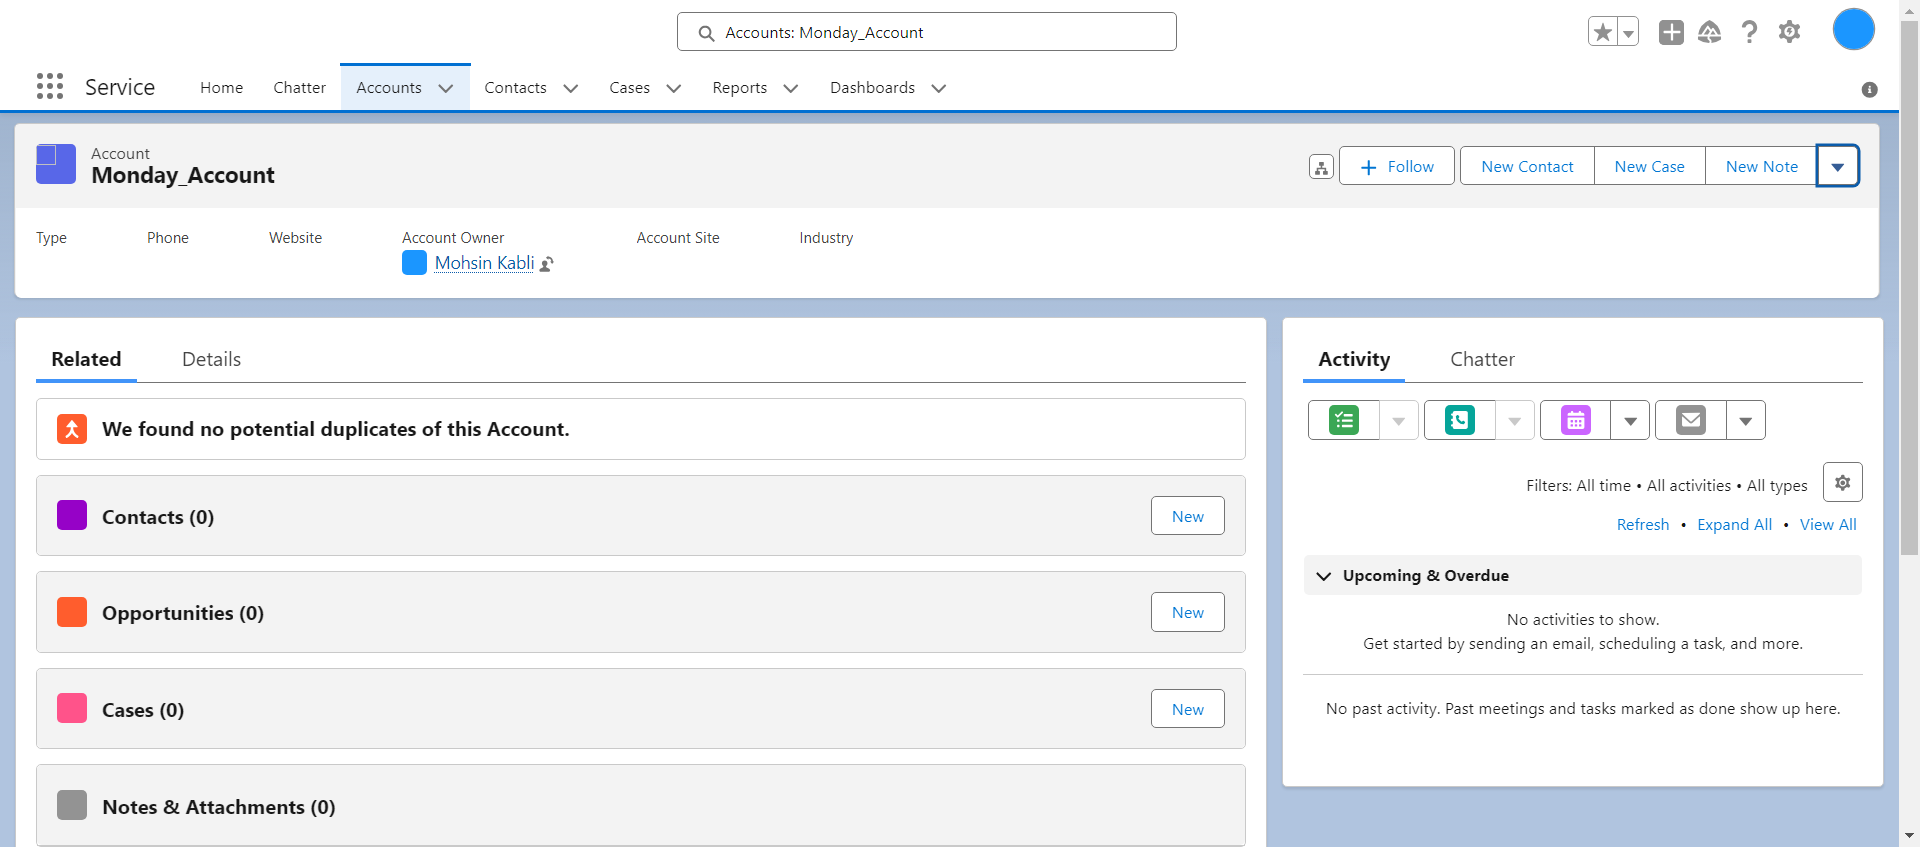 Accounts: Monday_Account
Service
Home
Chatter
Accounts
Contacts
Cases
Reports
Dashboards
Account
Monday_Account
Follow
New Contact
New Case
New Note
Type
Phone
Website
Account Owner
Account Site
Industry
Mohsin Kabli
Related
Details
We found no potential duplicates of this Account.
Contacts (0)
New
Opportunities (0)
New
Cases (0)
New
Notes & Attachments (0)
Activity
Chatter
Filters: All time • All activities • All types
Refresh • Expand All • View All
Upcoming & Overdue
No activities to show.
Get started by sending an email, scheduling a task, and more.
No past activity. Past meetings and tasks marked as done show up here.